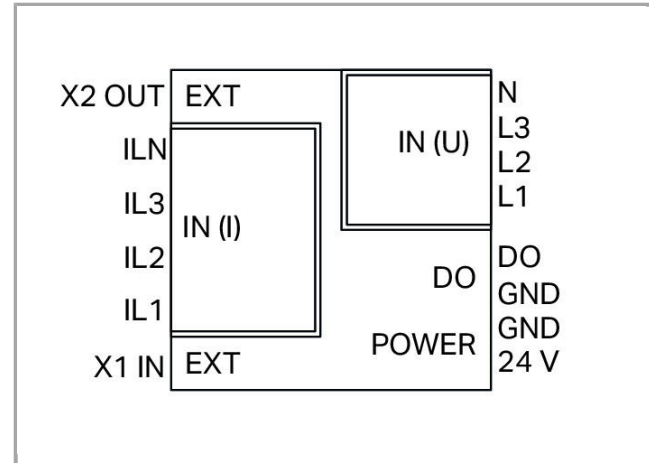 X2 OUT EXT N
L3
ILN IN (U) L2
L1
IL3
IN (I)
IL2 DO
DO GND
IL1 GND
POWER 24 V
X1 IN EXT